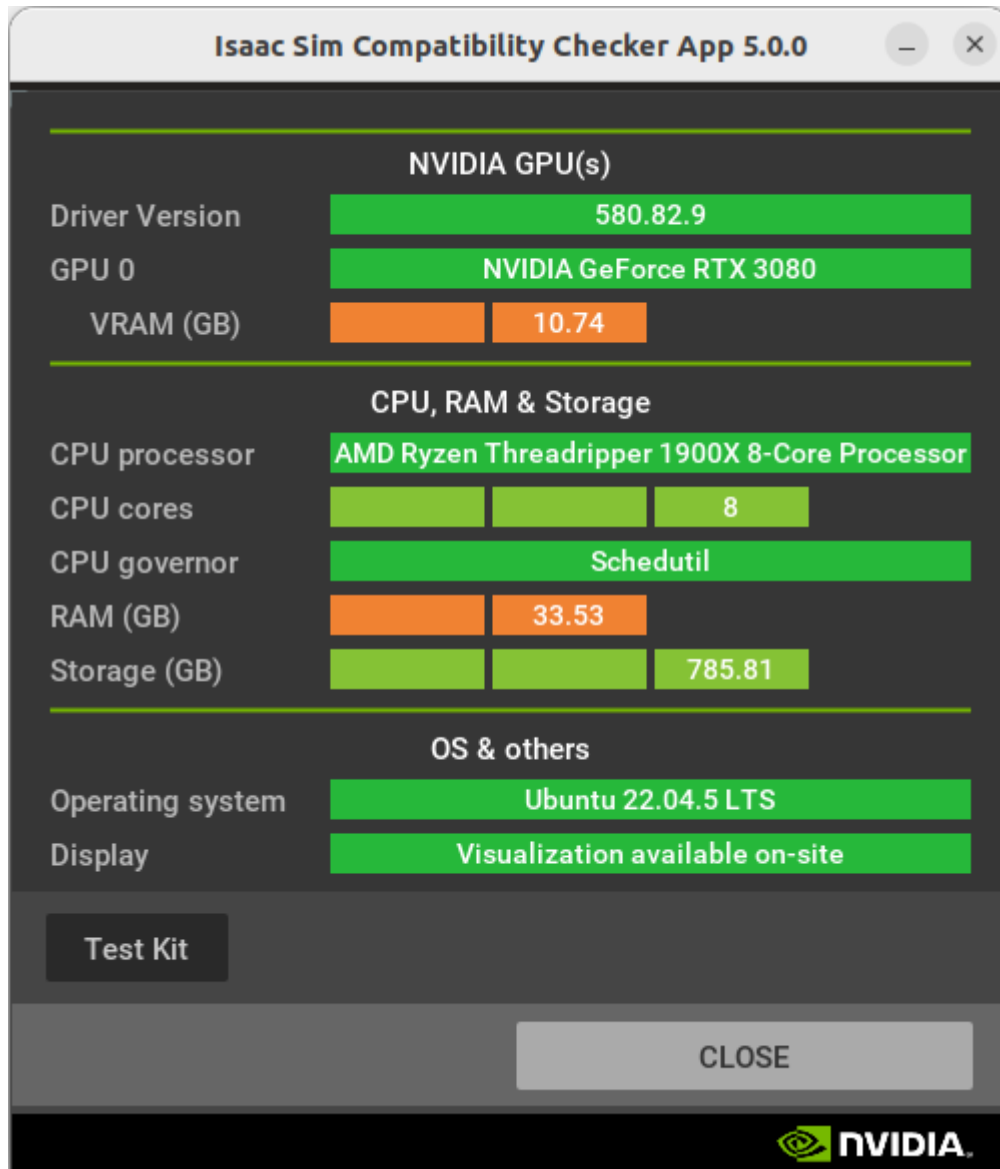 Isaac Sim Compatibility Checker App 5.0.0
NVIDIA GPU(s)
Driver Version 580.82.9
GPU 0 NVIDIA GeForce RTX 3080
VRAM (GB) 10.74
CPU, RAM & Storage
CPU processor AMD Ryzen Threadripper 1900X 8-Core Processor
CPU cores 8
CPU governor Schedutil
RAM (GB) 33.53
Storage (GB) 785.81
OS & others
Operating system Ubuntu 22.04.5 LTS
Display Visualization available on-site
Test Kit
CLOSE
NVIDIA.